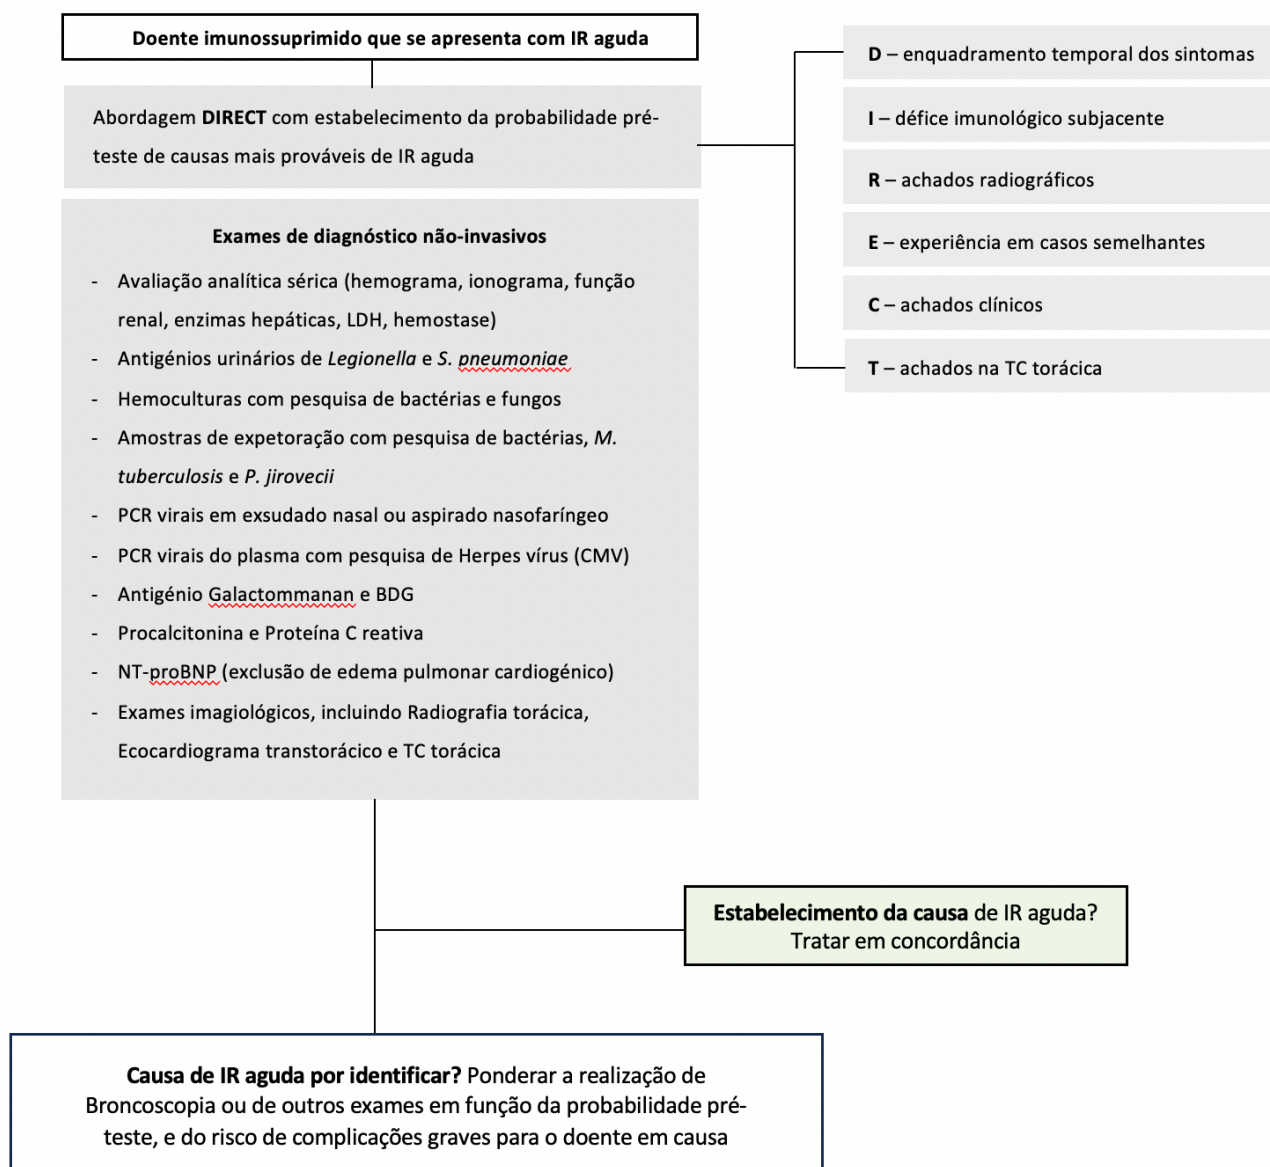 Doente imunossuprimido que se apresenta com IR aguda
Abordagem DIRECT com estabelecimento da probabilidade pré-
teste de causas mais prováveis de IR aguda
D – enquadramento temporal dos sintomas
I – défice imunológico subjacente
R – achados radiográficos
E – experiência em casos semelhantes
C – achados clínicos
T – achados na TC torácica
Exames de diagnóstico não-invasivos
- Avaliação analítica sérica (hemograma, ionograma, função
renal, enzimas hepáticas, LDH, hemostase)
- Antigénios urinários de Legionella e S. pneumoniae
- Hemoculturas com pesquisa de bactérias e fungos
- Amostras de expetoração com pesquisa de bactérias, M.
tuberculosis e P. jirovecii
- PCR virais em exsudado nasal ou aspirado nasofaríngeo
- PCR virais do plasma com pesquisa de Herpes vírus (CMV)
- Antigénio Galactommanan e BDG
- Procalcitonina e Proteína C reativa
- NT-proBNP (exclusão de edema pulmonar cardiogénico)
- Exames imagiológicos, incluindo Radiografia torácica,
Ecocardiograma transtorácico e TC torácica
Estabelecimento da causa de IR aguda?
Tratar em concordância
Causa de IR aguda por identificar? Ponderar a realização de
Broncoscopia ou de outros exames em função da probabilidade pré-
teste, e do risco de complicações graves para o doente em causa